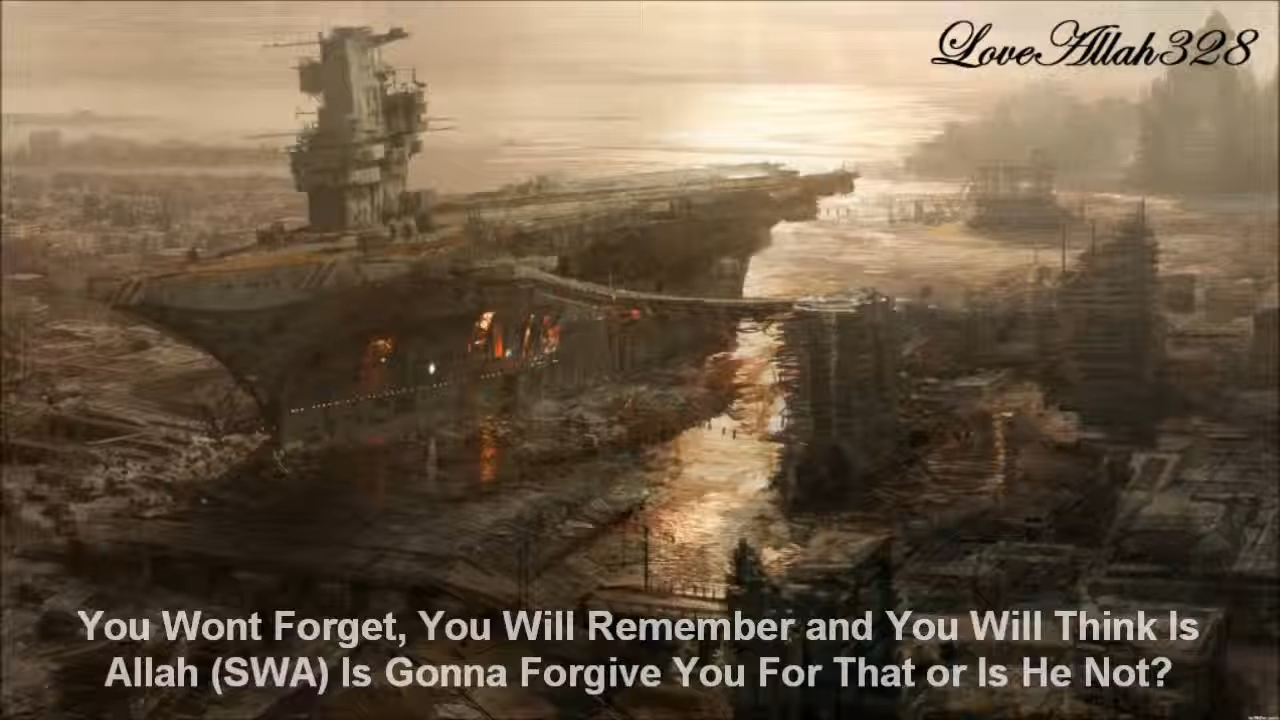 LoveAllah328
You Wont Forget, You Will Remember and You Will Think Is
Allah (SWA) Is Gonna Forgive You For That or Is He Not?